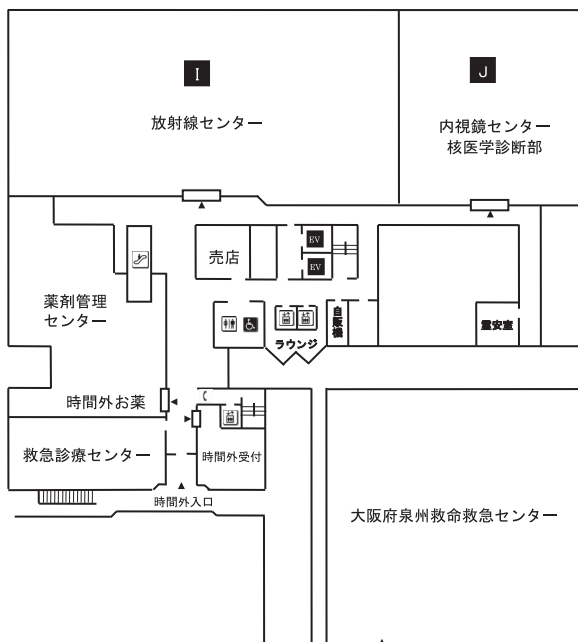 I
J
放射線センター
内視鏡センター
核医学診断部
EV
EV
売店
薬剤管理
センター
自販機
ラウンジ
霊安室
時間外お薬
救急診療センター
時間外受付
時間外入口
大阪府泉州救命救急センター